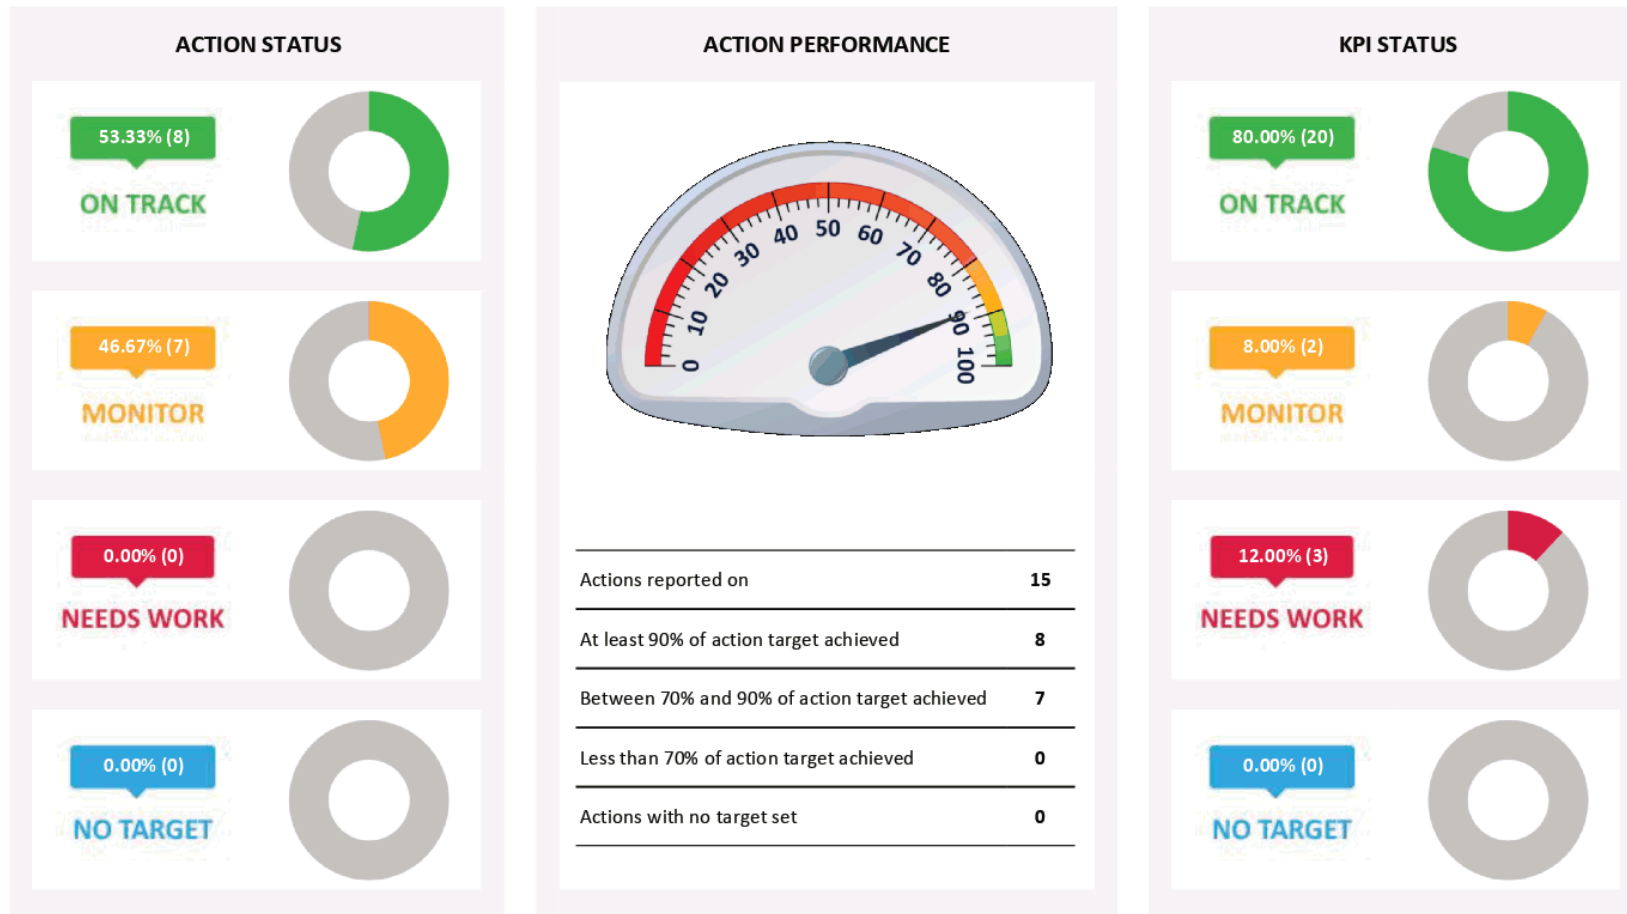 ACTION STATUS
53.33% (8)
ON TRACK
46.67% (7)
MONITOR
0.00% (0)
NEEDS WORK
0.00% (0)
NO TARGET
ACTION PERFORMANCE
0
10
20
30
40
50
60
70
80
90
100
Actions reported on 15
At least 90% of action target achieved 8
Between 70% and 90% of action target achieved 7
Less than 70% of action target achieved 0
Actions with no target set 0
KPI STATUS
80.00% (20)
ON TRACK
8.00% (2)
MONITOR
12.00% (3)
NEEDS WORK
0.00% (0)
NO TARGET